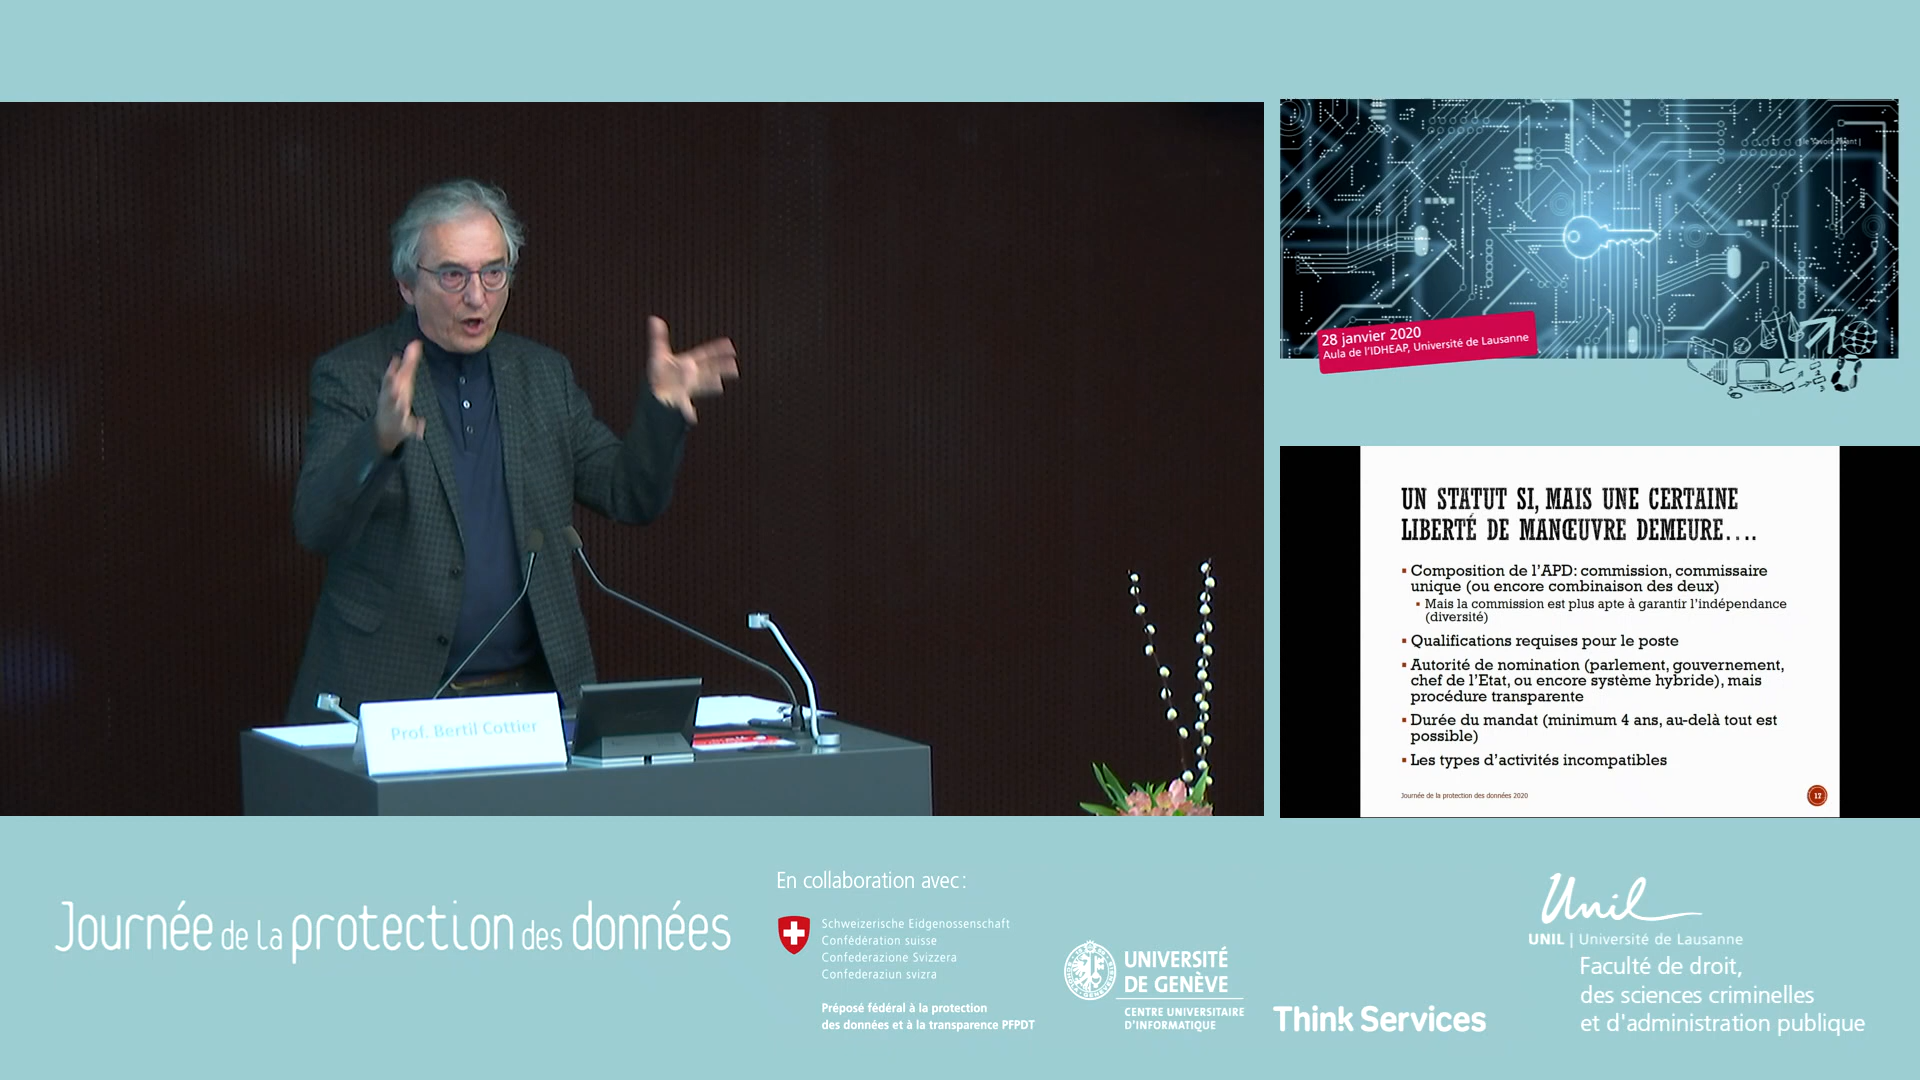 Prof. Bertil Cottier
| le savoir vivant |
28 janvier 2020
Aula de l'IDHEAP, Université de Lausanne
UN STATUT SI, MAIS UNE CERTAINE
LIBERTÉ DE MANŒUVRE DEMEURE....
▪ Composition de l'APD: commission, commissaire
unique (ou encore combinaison des deux)
▪ Mais la commission est plus apte à garantir l'indépendance
(diversité)
▪ Qualifications requises pour le poste
▪ Autorité de nomination (parlement, gouvernement,
chef de l'Etat, ou encore système hybride), mais
procédure transparente
▪ Durée du mandat (minimum 4 ans, au-delà tout est
possible)
▪ Les types d'activités incompatibles
Journée de la protection des données 2020
17
Journée de la protection des données
En collaboration avec :
Schweizerische Eidgenossenschaft
Confédération suisse
Confederazione Svizzera
Confederaziun svizra
Préposé fédéral à la protection
des données et à la transparence PFPDT
UNIVERSITÉ
DE GENÈVE
CENTRE UNIVERSITAIRE
D'INFORMATIQUE
Think Services
Unil
UNIL | Université de Lausanne
Faculté de droit,
des sciences criminelles
et d'administration publique